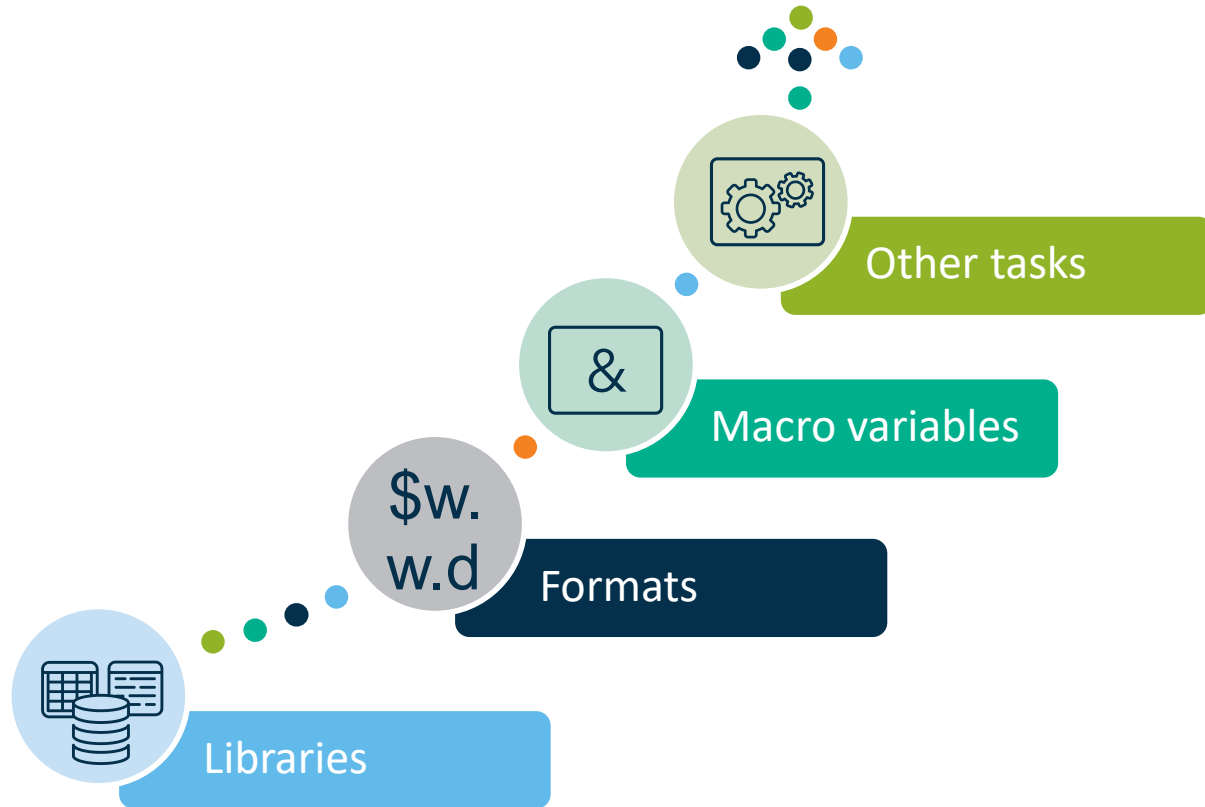 Other tasks
&
Macro variables
$w.
w.d
Formats
Libraries